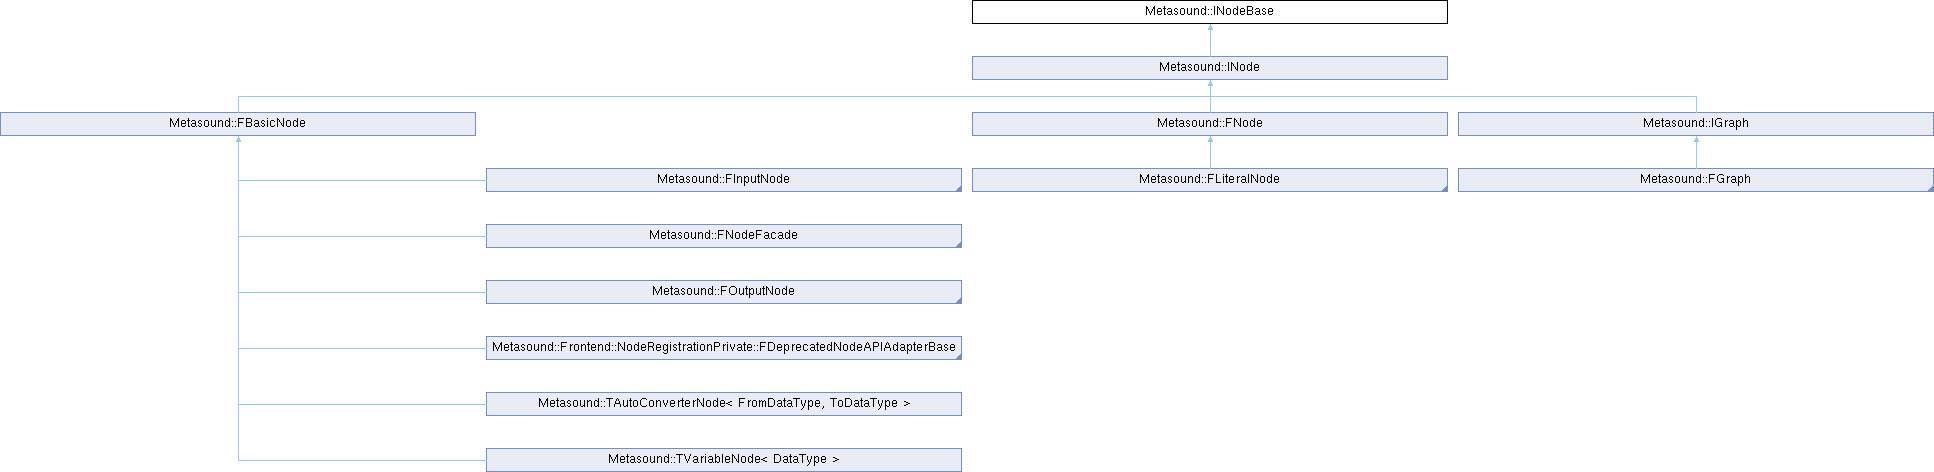 Metasound::INodeBase
Metasound::INode
Metasound::FBasicNode
Metasound::FNode
Metasound::IGraph
Metasound::FInputNode
Metasound::FLiteralNode
Metasound::FGraph
Metasound::FNodeFacade
Metasound::FOutputNode
Metasound::Frontend::NodeRegistrationPrivate::FDeprecatedNodeAPIAdapterBase
Metasound::TAutoConverterNode< FromDataType, ToDataType >
Metasound::TVariableNode< DataType >